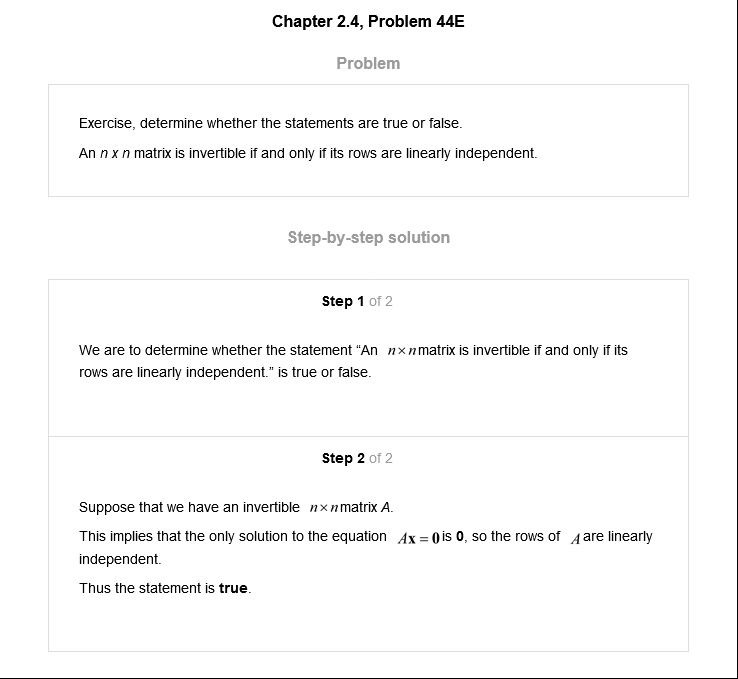 Chapter 2.4, Problem 44E
Problem
Exercise, determine whether the statements are true or false.
An n x n matrix is invertible if and only if its rows are linearly independent.
Step-by-step solution
Step 1 of 2
We are to determine whether the statement “An n×n matrix is invertible if and only if its
rows are linearly independent.” is true or false.
Step 2 of 2
Suppose that we have an invertible n×n matrix A.
This implies that the only solution to the equation Ax = 0 is 0, so the rows of A are linearly
independent.
Thus the statement is true.